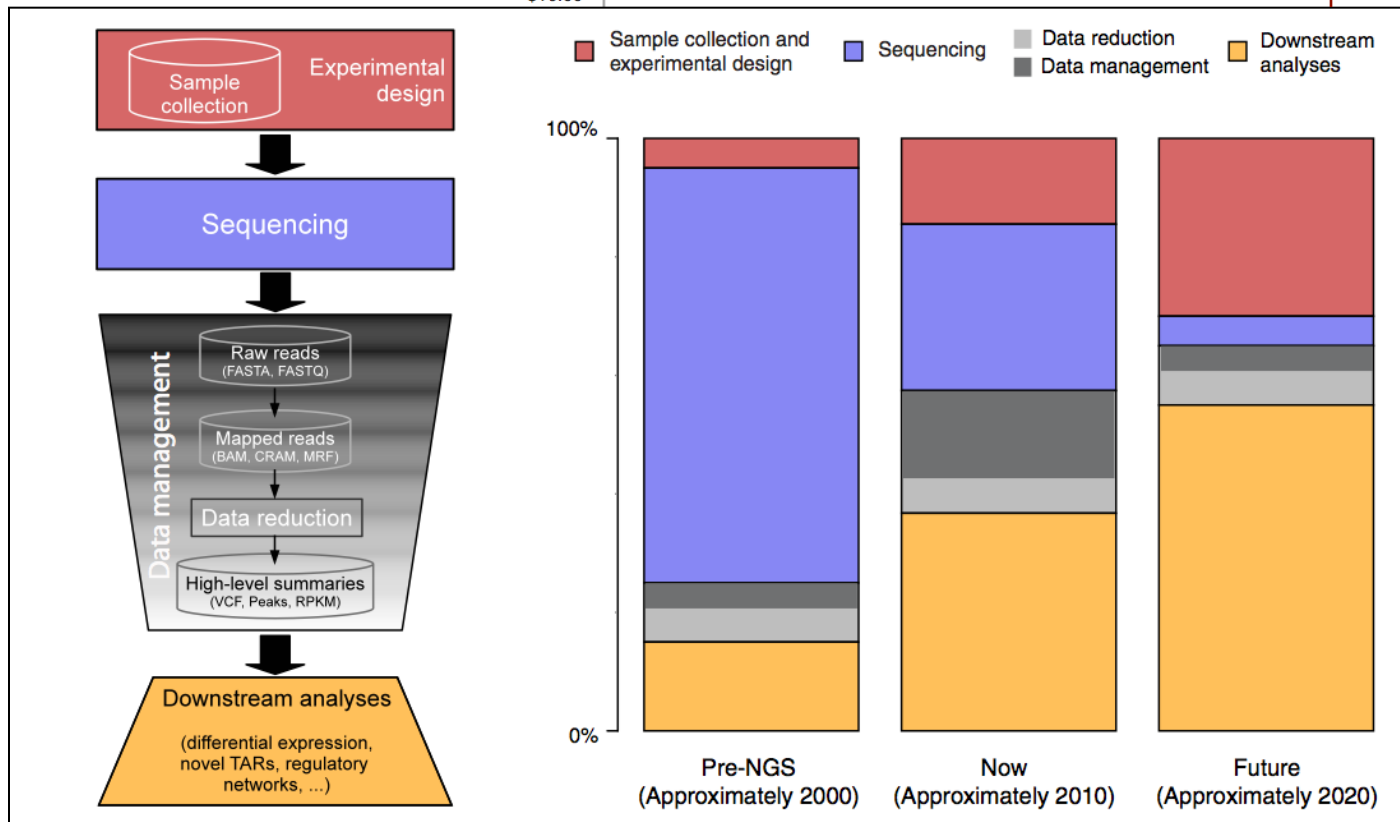 Experimental
design
Sample
collection
Sequencing
Data management
Raw reads
(FASTA, FASTQ)
Mapped reads
(BAM, CRAM, MRF)
Data reduction
High-level summaries
(VCF, Peaks, RPKM)
Downstream analyses
(differential expression,
novel TARs, regulatory
networks, ...)
Sample collection and
experimental design
Sequencing
Data reduction
Data management
Downstream
analyses
100%
0%
Pre-NGS
(Approximately 2000)
Now
(Approximately 2010)
Future
(Approximately 2020)